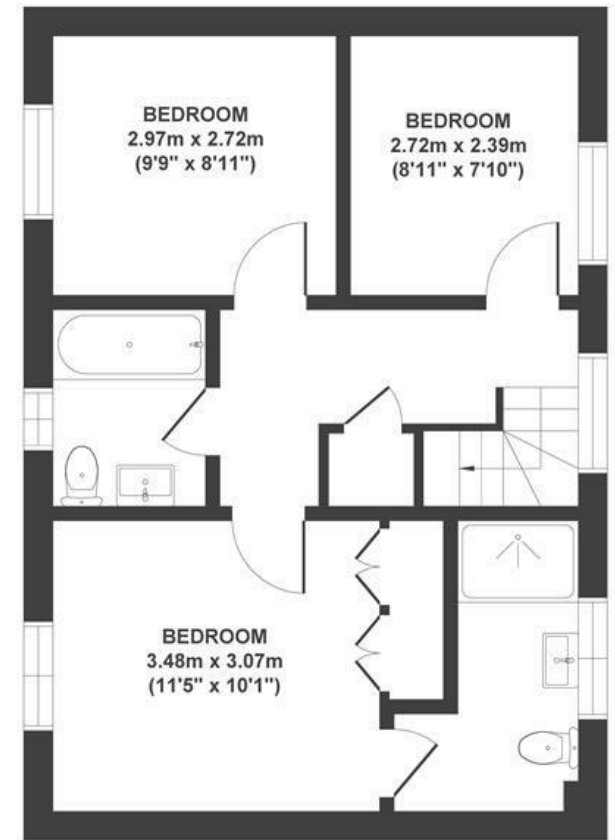 BEDROOM
2.97m x 2.72m
(9'9" x 8'11")
BEDROOM
2.72m x 2.39m
(8'11" x 7'10")
BEDROOM
3.48m x 3.07m
(11'5" x 10'1")